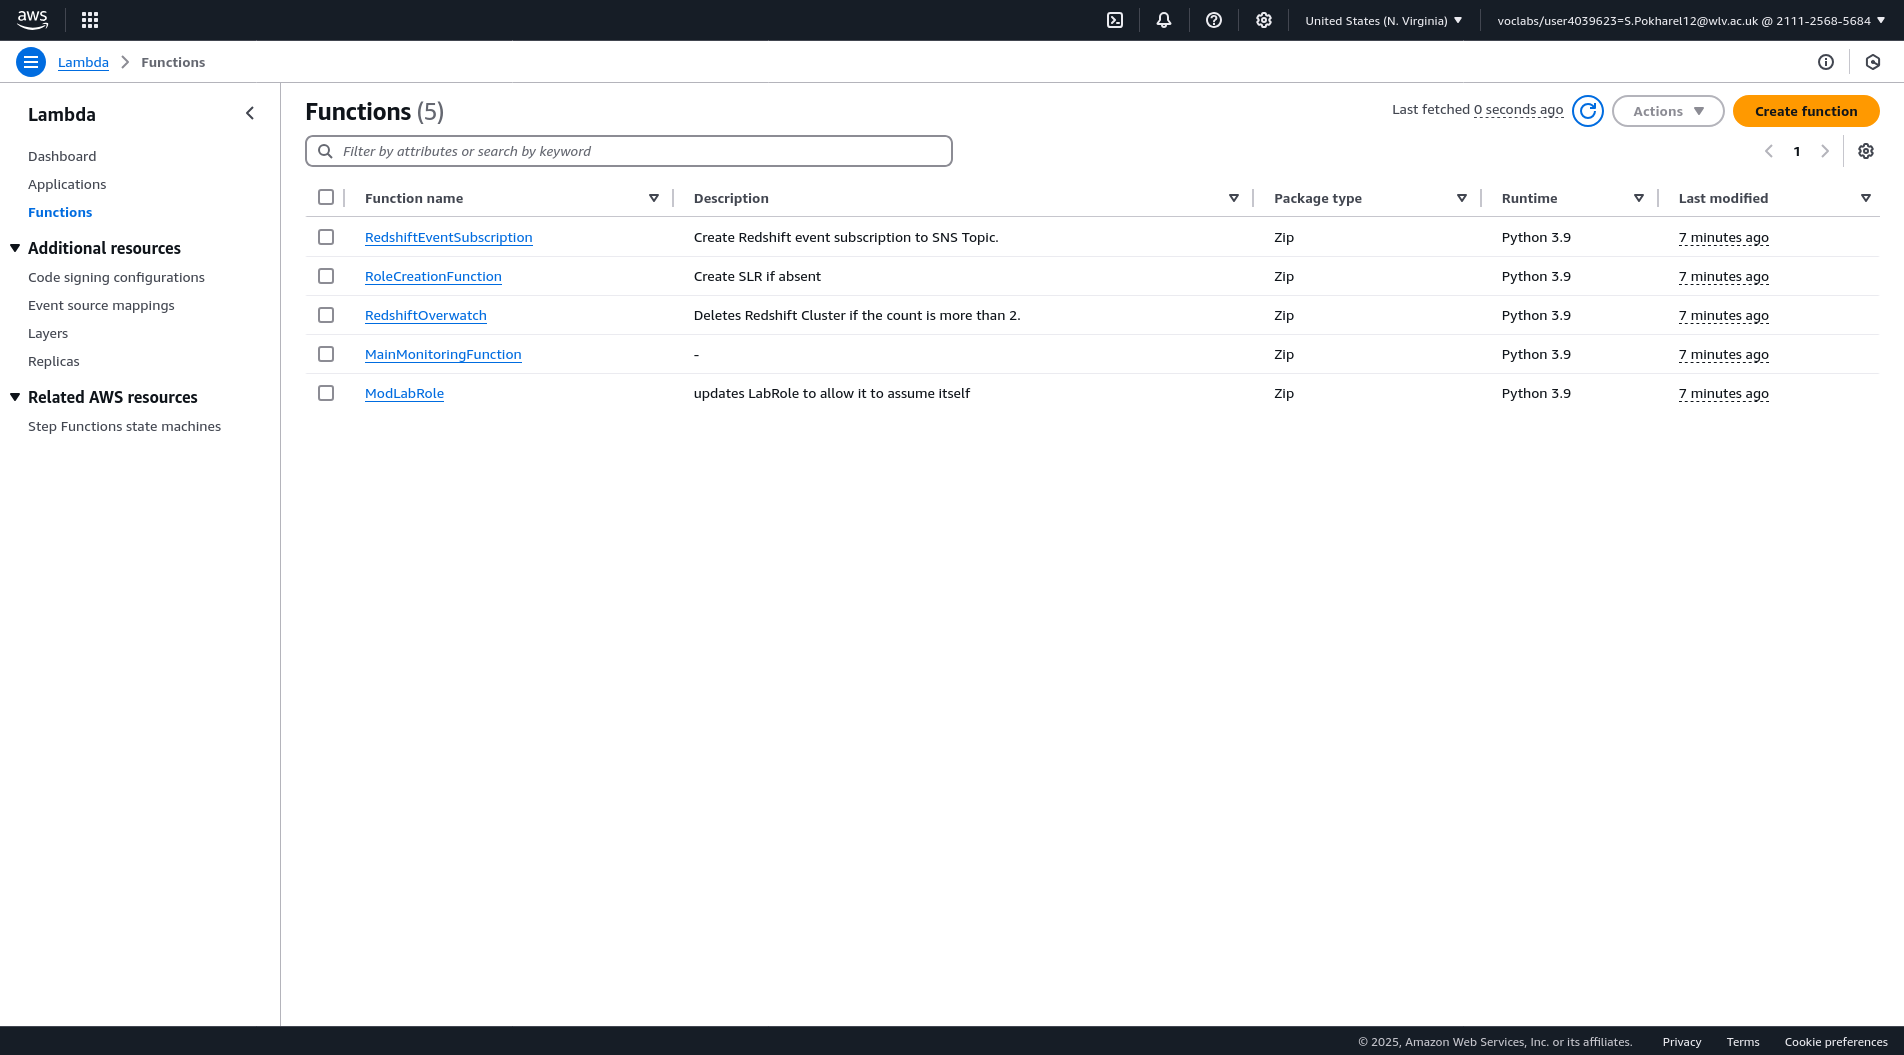 aws
United States (N. Virginia)
voclabs/user4039623=S.Pokharel12@wlv.ac.uk @ 2111-2568-5684
Lambda
Functions
Lambda
Dashboard
Applications
Functions
Additional resources
Code signing configurations
Event source mappings
Layers
Replicas
Related AWS resources
Step Functions state machines
Functions (5)
Last fetched 0 seconds ago
Actions
Create function
Filter by attributes or search by keyword
1
Function name Description Package type Runtime Last modified
RedshiftEventSubscription Create Redshift event subscription to SNS Topic. Zip Python 3.9 7 minutes ago
RoleCreationFunction Create SLR if absent Zip Python 3.9 7 minutes ago
RedshiftOverwatch Deletes Redshift Cluster if the count is more than 2. Zip Python 3.9 7 minutes ago
MainMonitoringFunction - Zip Python 3.9 7 minutes ago
ModLabRole updates LabRole to allow it to assume itself Zip Python 3.9 7 minutes ago
© 2025, Amazon Web Services, Inc. or its affiliates. Privacy Terms Cookie preferences